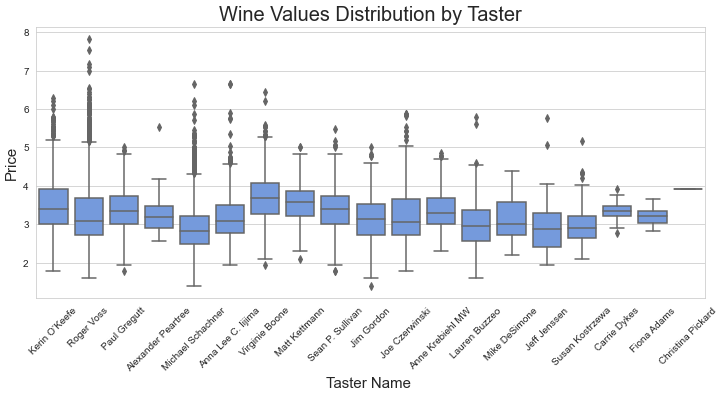 Wine Values Distribution by Taster
Price
8
7
6
5
4
3
2
Kerin O'Keefe
Roger Voss
Paul Gregutt
Alexander Peartree
Michael Schachner
Anna Lee C. Iijima
Virginie Boone
Matt Kettmann
Sean P. Sullivan
Jim Gordon
Joe Czerwinski
Anne Krebiehl MW
Lauren Buzzeo
Mike DeSimone
Jeff Jenssen
Susan Kostrzewa
Carrie Dykes
Fiona Adams
Christina Pickard
Taster Name